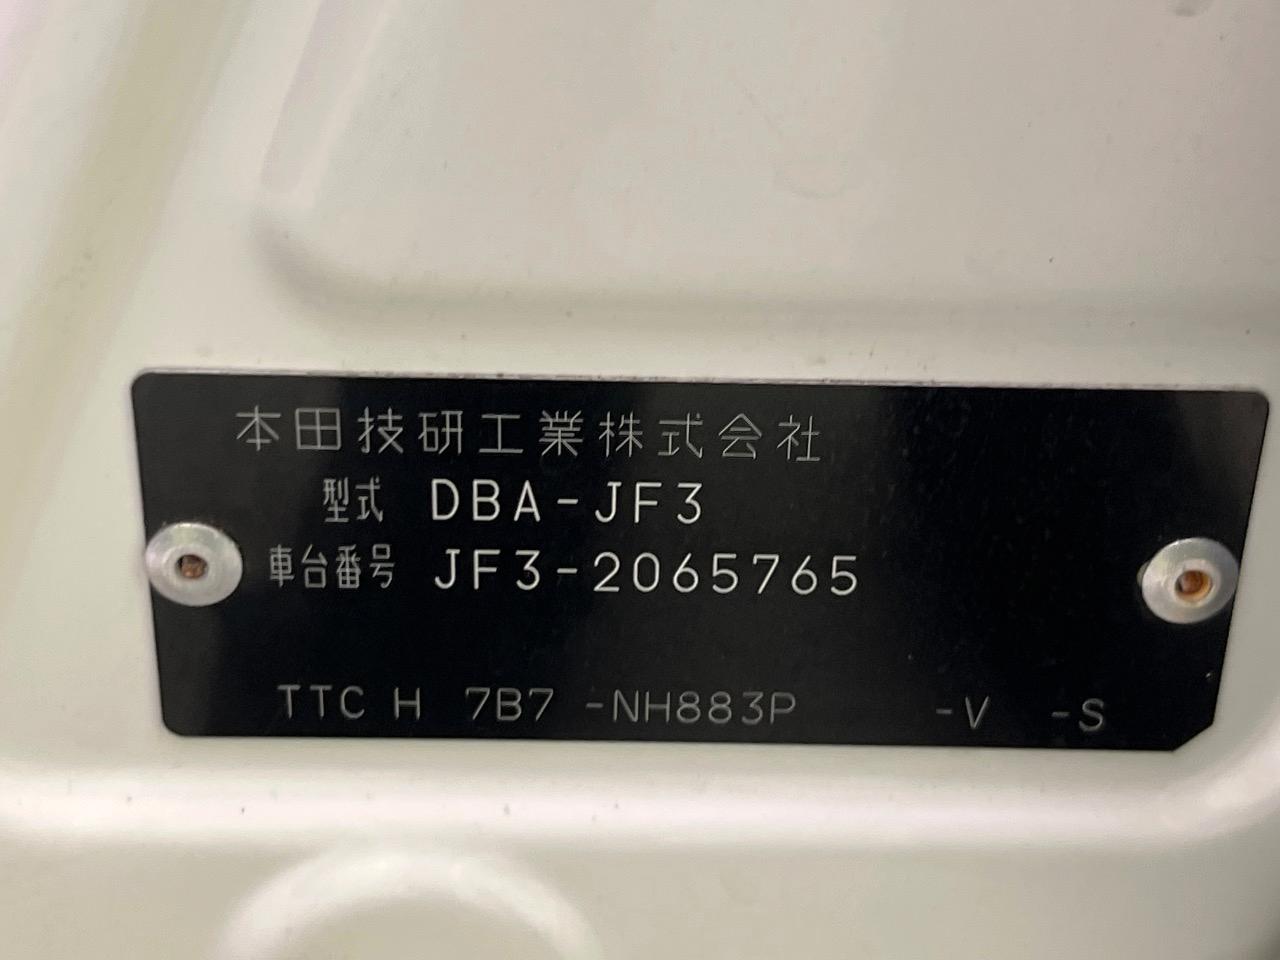 本田技研工業株式会社
型式 DBA-JF3
車台番号 JF3-2065765
TTC H 7B7 -NH883P -V -S